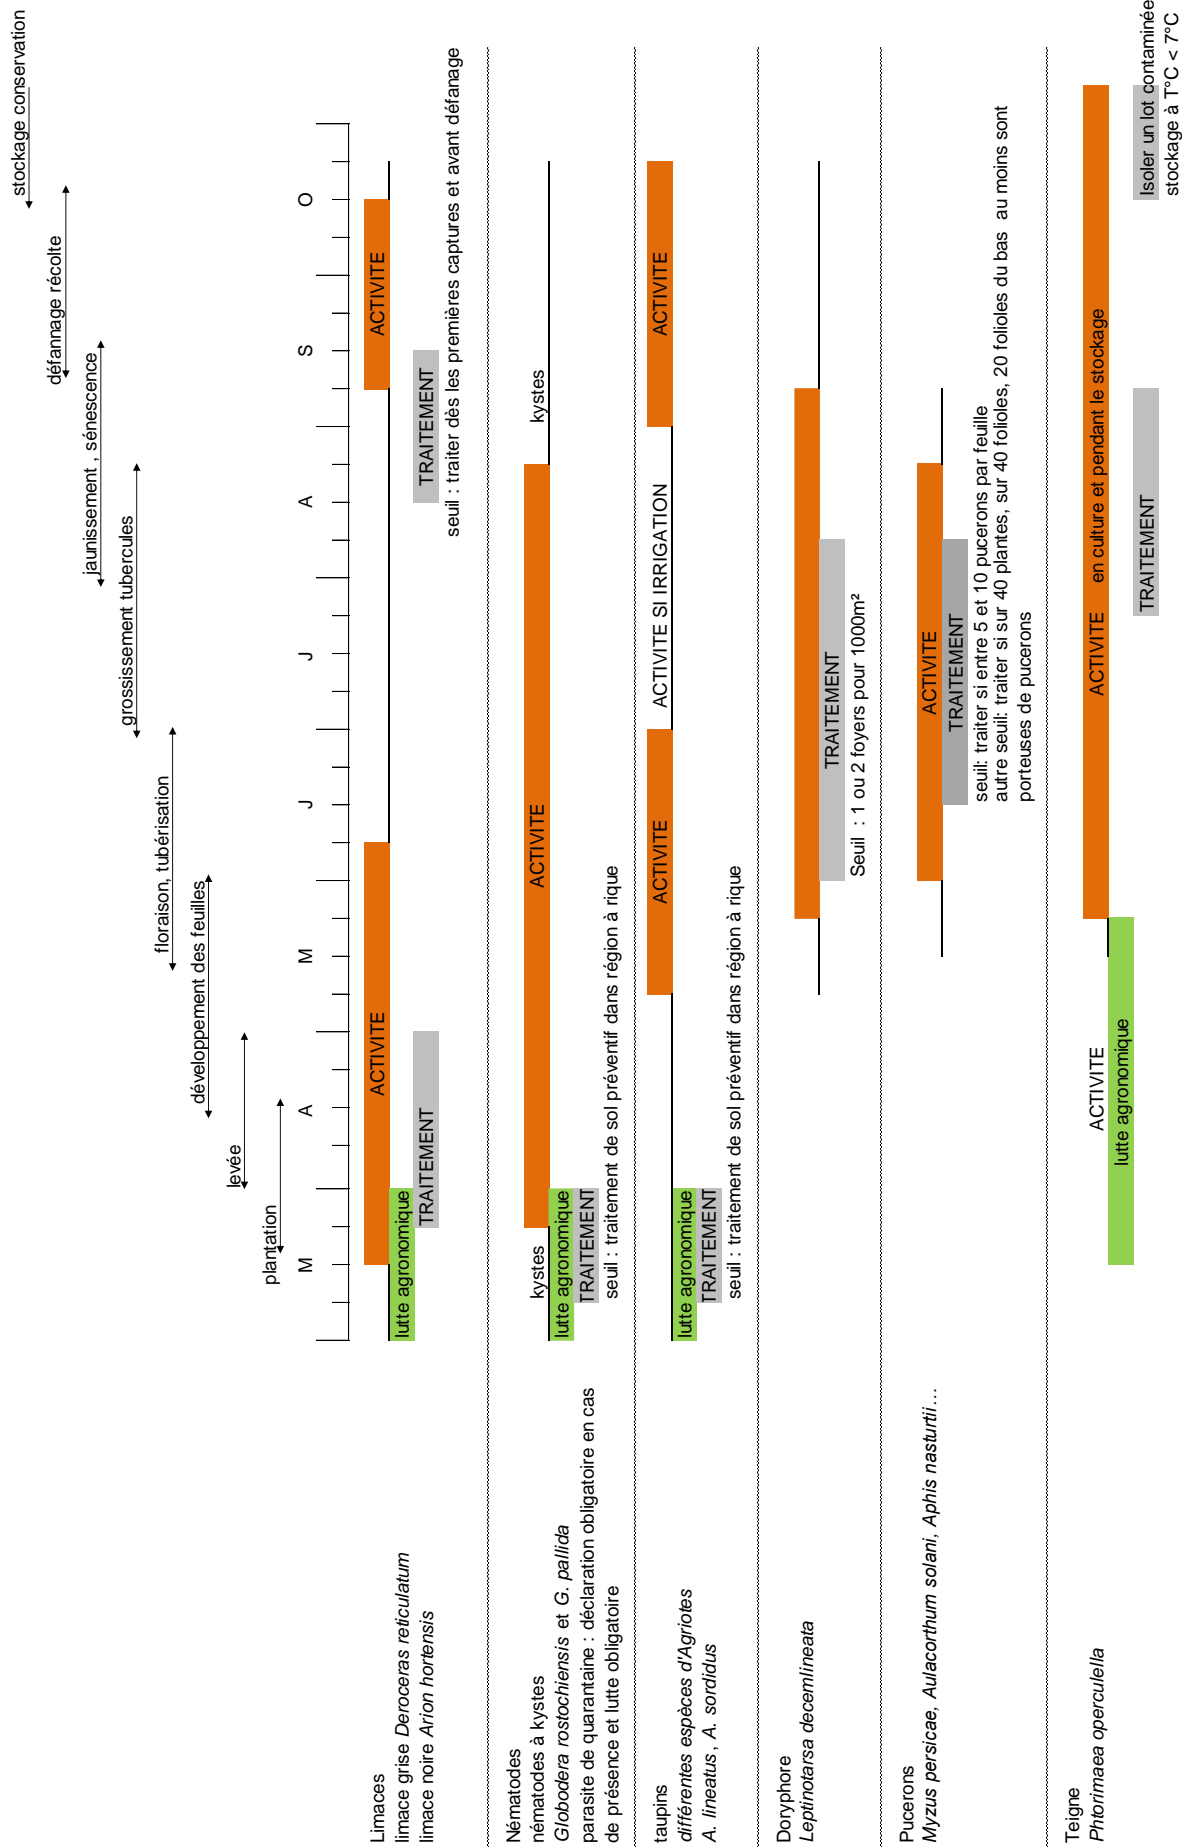 stockage conservation
défannage récolte
jaunissement , sénescence
grossissement tubercules
floraison, tubérisation
développement des feuilles
levée
plantation
M A M J J A S O
Limaces
limace grise Deroceras reticulatum
limace noire Arion hortensis
ACTIVITE
ACTIVITE
lutte agronomique
TRAITEMENT
TRAITEMENT
seuil : traiter dès les premières captures et avant défanage
Nématodes
nématodes à kystes
Globodera rostochiensis et G. pallida
parasite de quarantaine : déclaration obligatoire en cas
de présence et lutte obligatoire
kystes
ACTIVITE
kystes
lutte agronomique
TRAITEMENT
seuil : traitement de sol préventif dans région à rique
taupins
différentes espèces d'Agriotes
A. lineatus , A. sordidus
ACTIVITE
ACTIVITE SI IRRIGATION
ACTIVITE
lutte agronomique
TRAITEMENT
seuil : traitement de sol préventif dans région à rique
Doryphore
Leptinotarsa decemlineata
TRAITEMENT
Seuil : 1 ou 2 foyers pour 1000m²
Pucerons
Myzus persicae, Aulacorthum solani, Aphis nasturtii…
ACTIVITE
TRAITEMENT
seuil: traiter si entre 5 et 10 pucerons par feuille
autre seuil: traiter si sur 40 plantes, sur 40 folioles, 20 folioles du bas au moins sont
porteuses de pucerons
Teigne
Phtorimaea operculella
ACTIVITE
ACTIVITE en culture et pendant le stockage
lutte agronomique
TRAITEMENT
Isoler un lot contaminée
stockage à T°C < 7°C